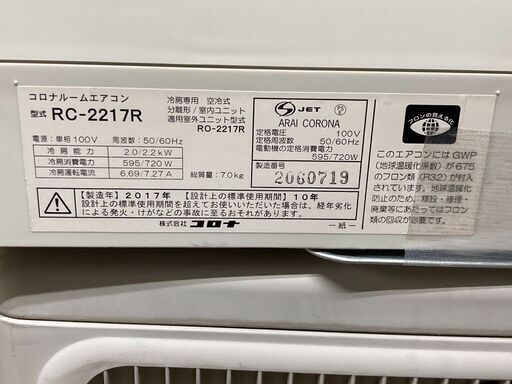 コロナルームエアコン
型式 RC-2217R
冷房専用 空冷式
分離形/室内ユニット
適用室外ユニット型式
RO-2217R
電源：単相100V 周波数：50/60Hz
冷房能力 2.0/2.2kW
冷房消費電力 595/720W
冷房運転電流 6.69/7.27A
総質量：7.0kg
S JET
ARAI CORONA
定格電圧 100V
定格周波数 50/60Hz
電動機の定格消費電力
595/720W
製造番号
2060719
【製造年】2017年 【設計上の標準使用期間】10年
設計上の標準使用期間を超えてお使いいただいた場合は、経年劣化
による発火・けがなどの事故に至るおそれがあります。
株式会社 コロナ
－紙－
フロンの見える化
このエアコンにはGWP
(地球温暖化係数)が675
のフロン類(R32)が封入
されています。地球温暖化
防止のため、移設・修理・
廃棄等にあたってはフロン
類の回収が必要です。